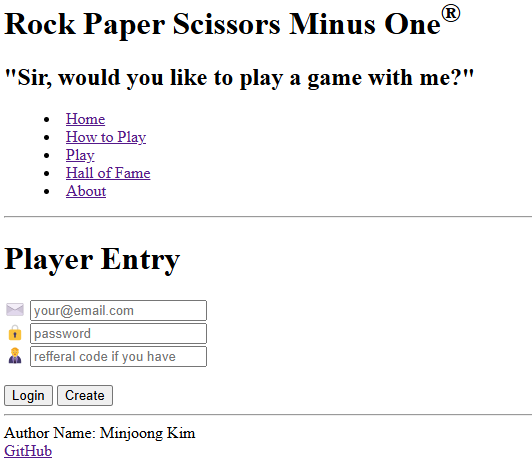 Rock Paper Scissors Minus One®
"Sir, would you like to play a game with me?"
Home
How to Play
Play
Hall of Fame
About
Player Entry
your@email.com
password
refferal code if you have
Login Create
Author Name: Minjoong Kim
GitHub